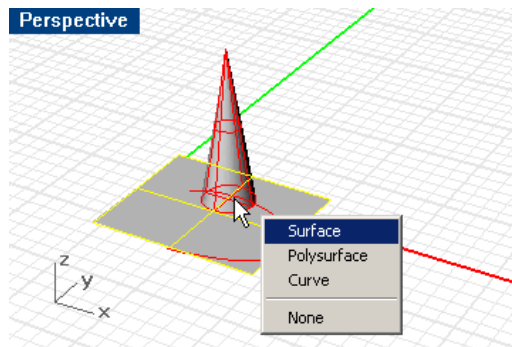 Perspective
Surface
Polysurface
Curve
None
z
y
x